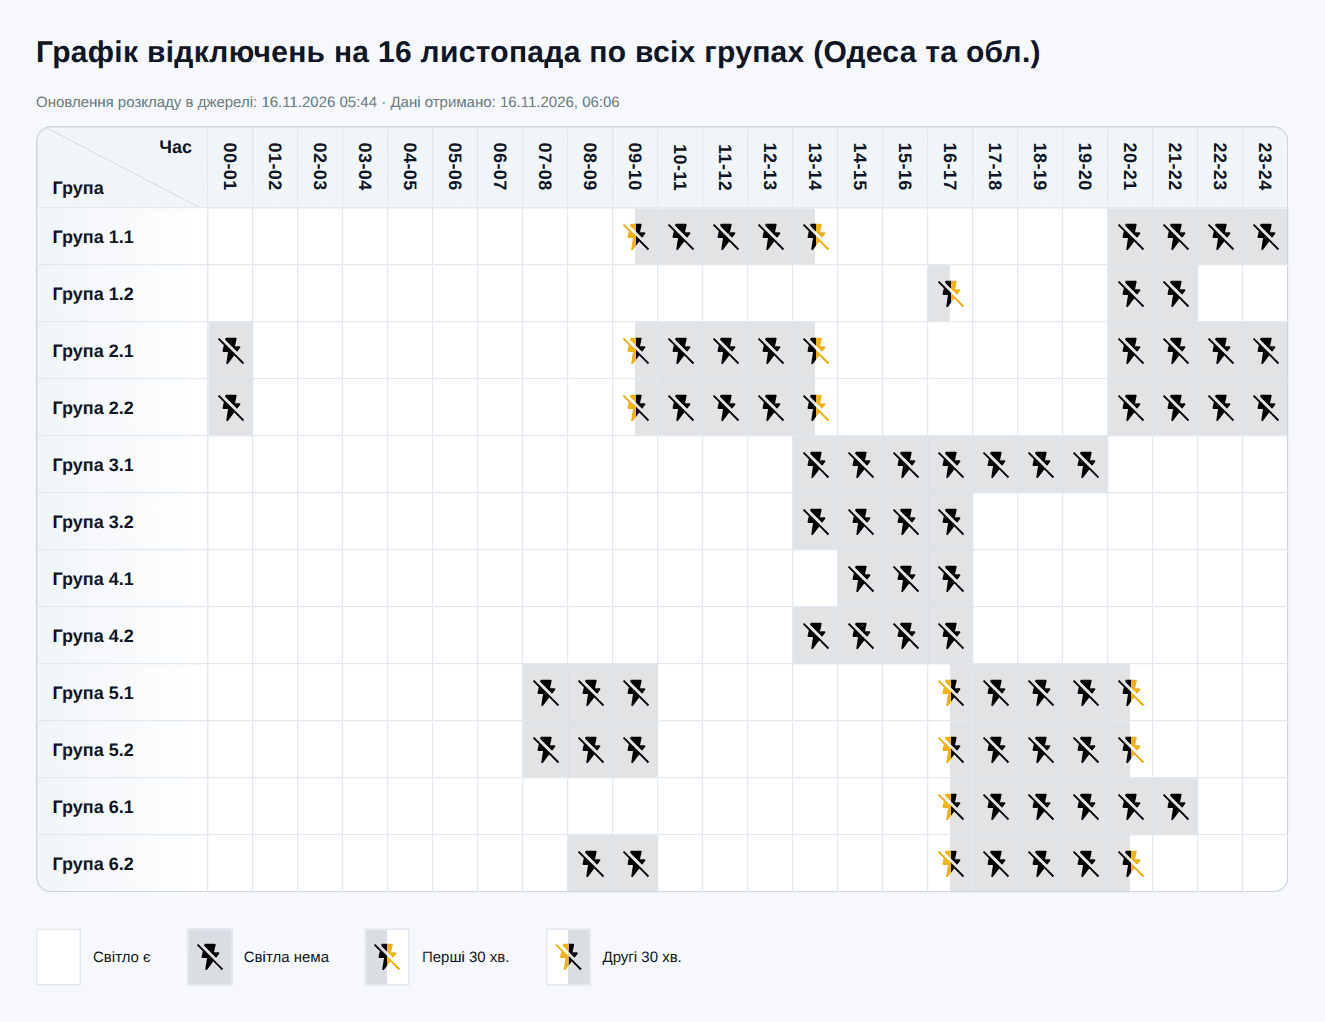 Графік відключень на 16 листопада по всіх групах (Одеса та обл.)
Оновлення розкладу в джерелі: 16.11.2026 05:44 · Дані отримано: 16.11.2026, 06:06
Час
Група
00-01 01-02 02-03 03-04 04-05 05-06 06-07 07-08 08-09 09-10 10-11 11-12 12-13 13-14 14-15 15-16 16-17 17-18 18-19 19-20 20-21 21-22 22-23 23-24
Група 1.1
Група 1.2
Група 2.1
Група 2.2
Група 3.1
Група 3.2
Група 4.1
Група 4.2
Група 5.1
Група 5.2
Група 6.1
Група 6.2
Світло є Світла нема Перші 30 хв. Другі 30 хв.